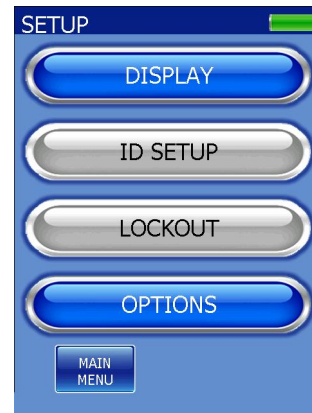 SETUP
DISPLAY
ID SETUP
LOCKOUT
OPTIONS
MAIN
MENU